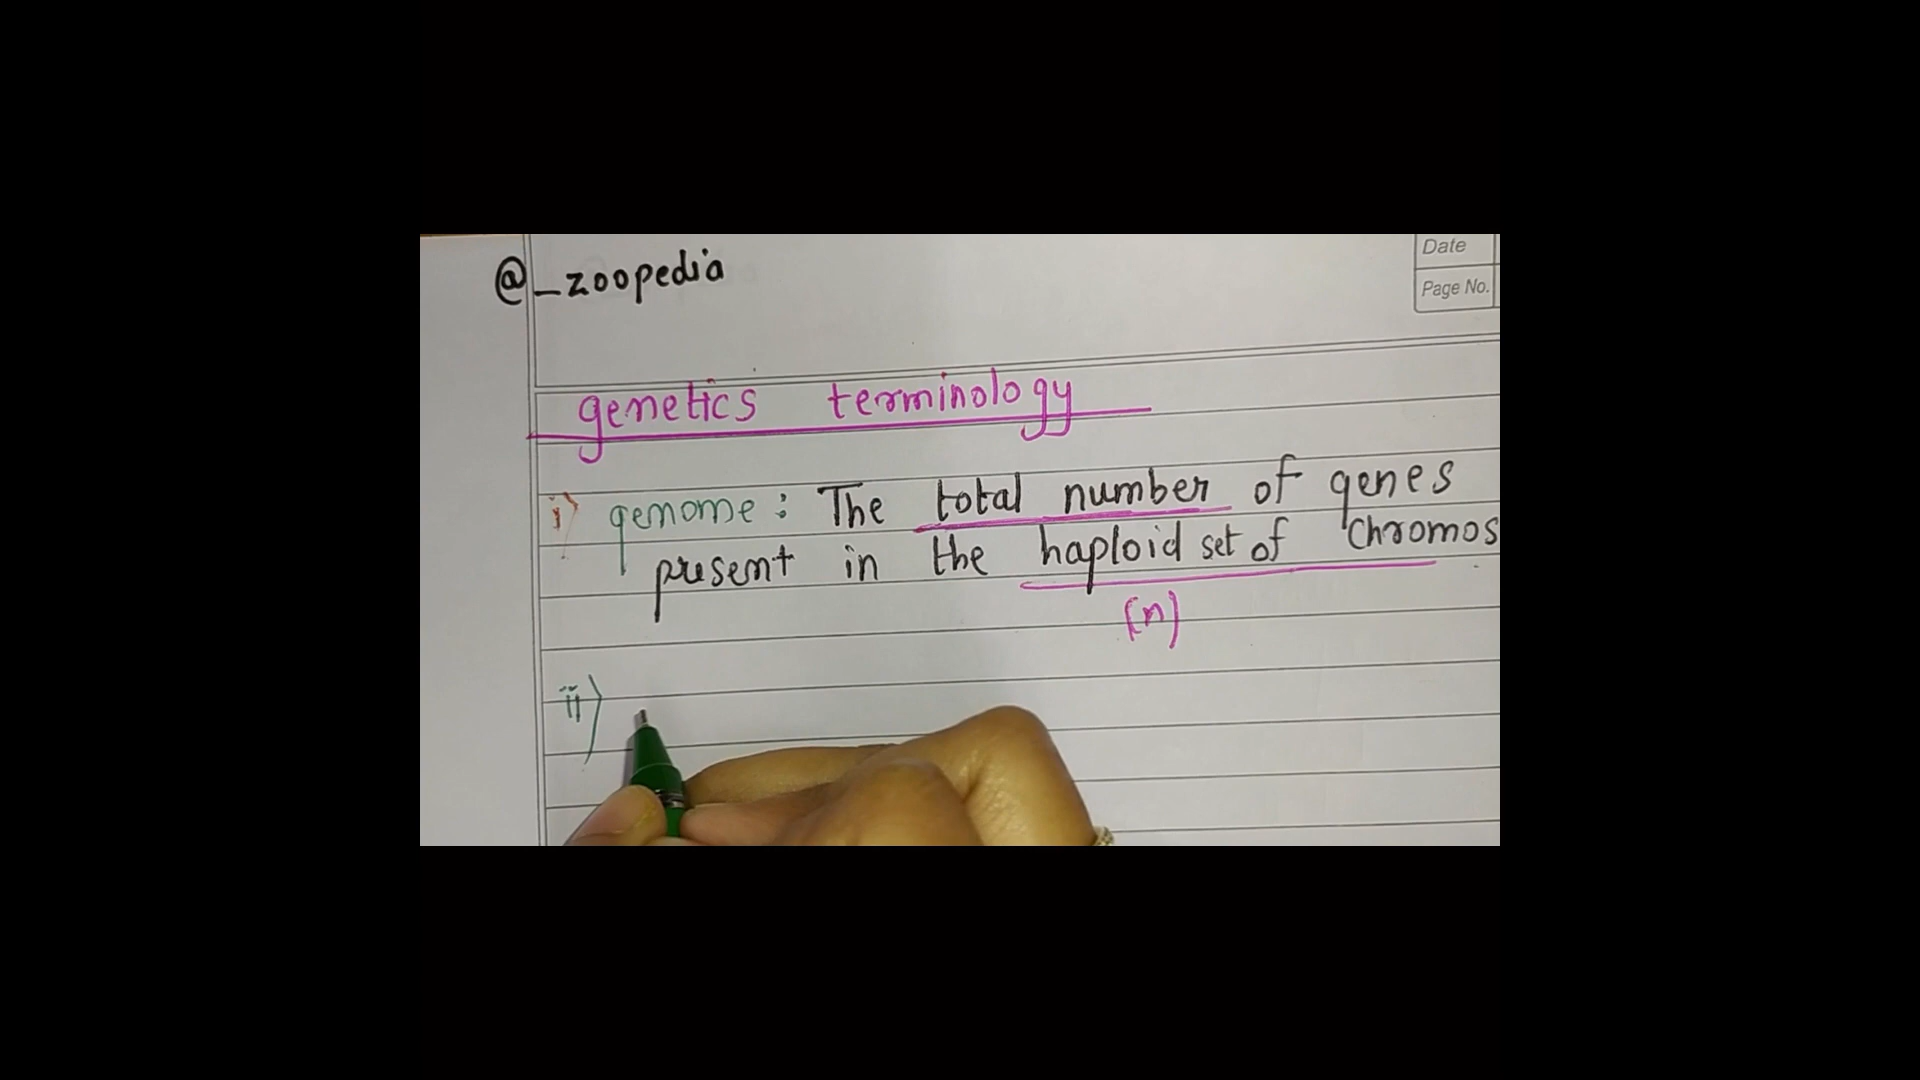 @_zoopedia
Date
Page No.
genetics terminology
i) genome: The total number of genes
present in the haploid set of Chromos
(n)
ii)